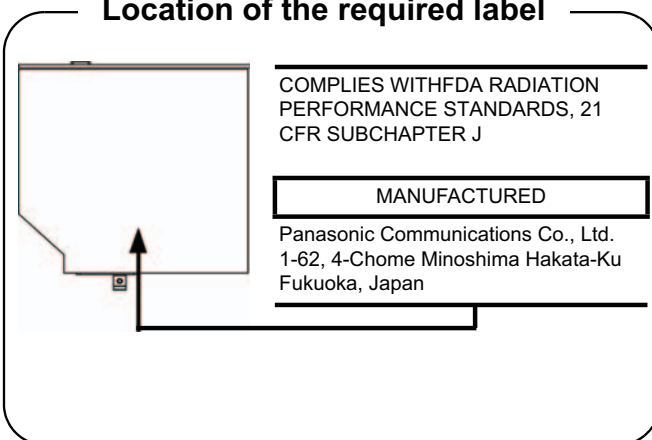 Location of the required label
COMPLIES WITHFDA RADIATION
PERFORMANCE STANDARDS, 21
CFR SUBCHAPTER J
MANUFACTURED
Panasonic Communications Co., Ltd.
1-62, 4-Chome Minoshima Hakata-Ku
Fukuoka, Japan